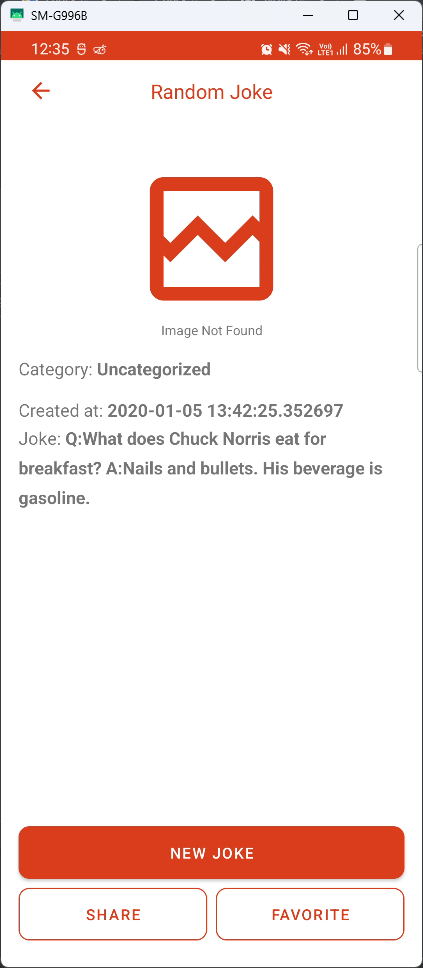 SM-G996B
12:35
Vo)) LTE1 85%
Random Joke
Image Not Found
Category: Uncategorized
Created at: 2020-01-05 13:42:25.352697
Joke: Q:What does Chuck Norris eat for
breakfast? A:Nails and bullets. His beverage is
gasoline.
NEW JOKE
SHARE
FAVORITE